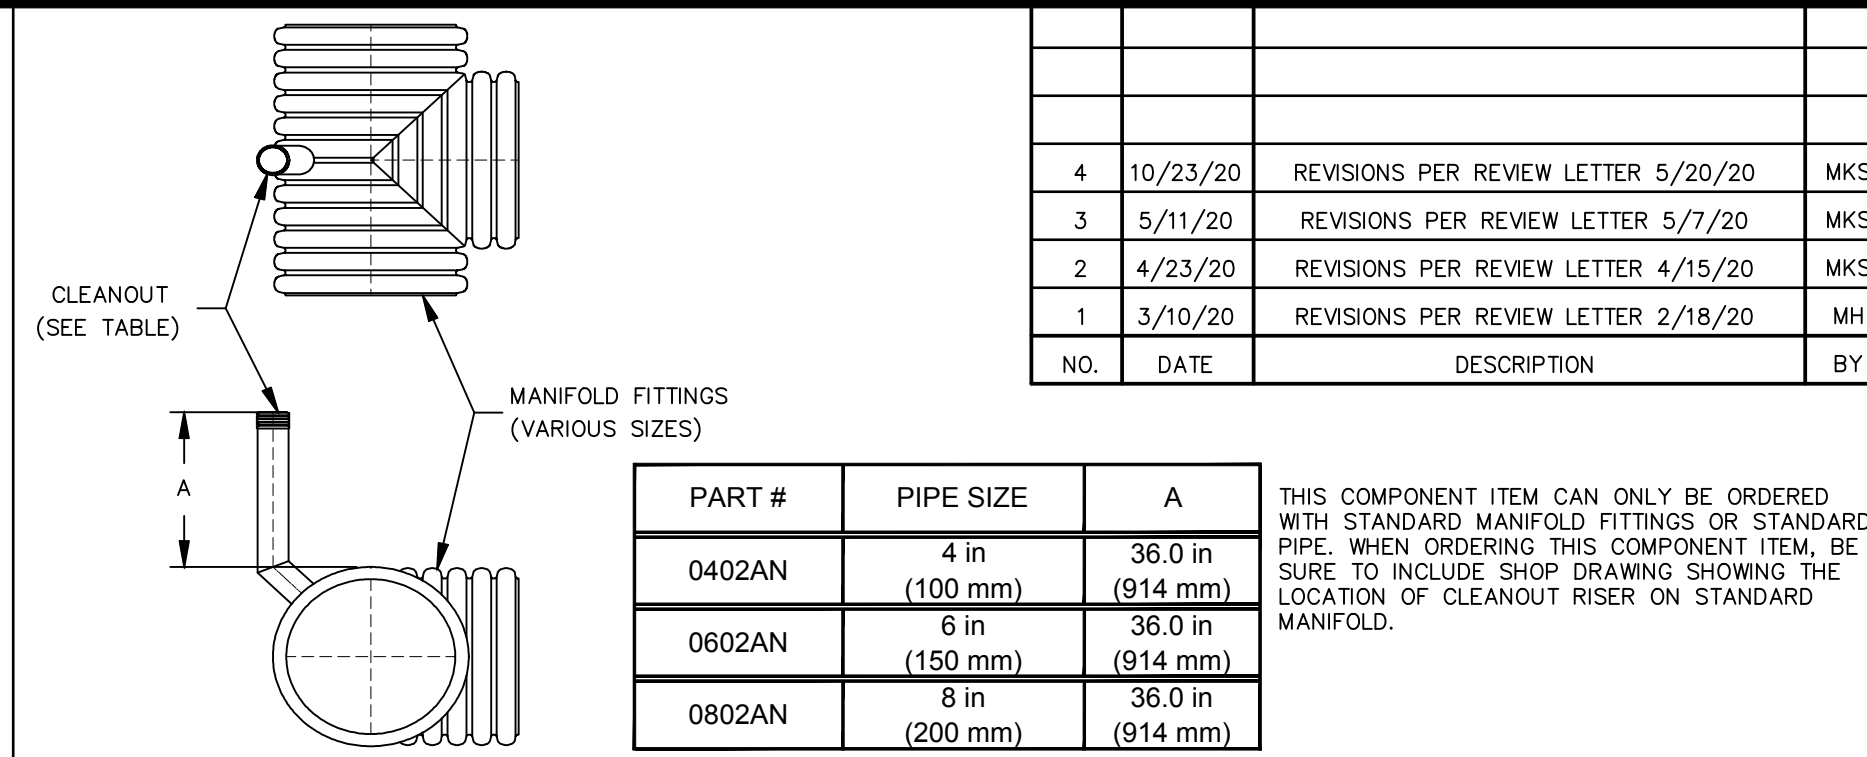 4 10/23/20 REVISIONS PER REVIEW LETTER 5/20/20 MKS
3 5/11/20 REVISIONS PER REVIEW LETTER 5/7/20 MKS
2 4/23/20 REVISIONS PER REVIEW LETTER 4/15/20 MKS
1 3/10/20 REVISIONS PER REVIEW LETTER 2/18/20 MH
NO. DATE DESCRIPTION BY
CLEANOUT
(SEE TABLE)
MANIFOLD FITTINGS
(VARIOUS SIZES)
A
PART # PIPE SIZE A
0402AN 4 in (100 mm) 36.0 in (914 mm)
0602AN 6 in (150 mm) 36.0 in (914 mm)
0802AN 8 in (200 mm) 36.0 in (914 mm)
THIS COMPONENT ITEM CAN ONLY BE ORDERED
WITH STANDARD MANIFOLD FITTINGS OR STANDARD
PIPE. WHEN ORDERING THIS COMPONENT ITEM, BE
SURE TO INCLUDE SHOP DRAWING SHOWING THE
LOCATION OF CLEANOUT RISER ON STANDARD
MANIFOLD.